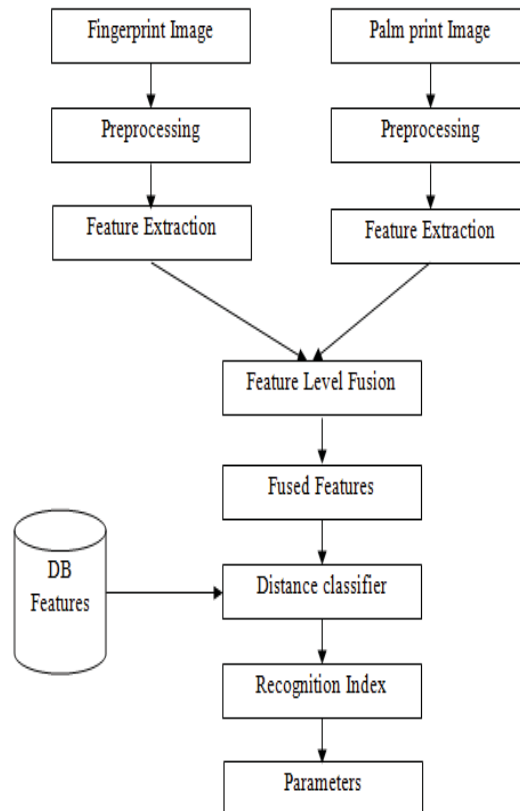 Fingerprint Image
Palm print Image
Preprocessing
Preprocessing
Feature Extraction
Feature Extraction
Feature Level Fusion
Fused Features
DB
Features
Distance classifier
Recognition Index
Parameters